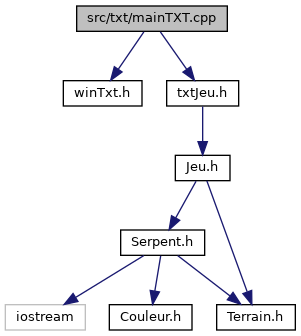 src/txt/mainTXT.cpp
winTxt.h
txtJeu.h
Jeu.h
Serpent.h
iostream
Couleur.h
Terrain.h